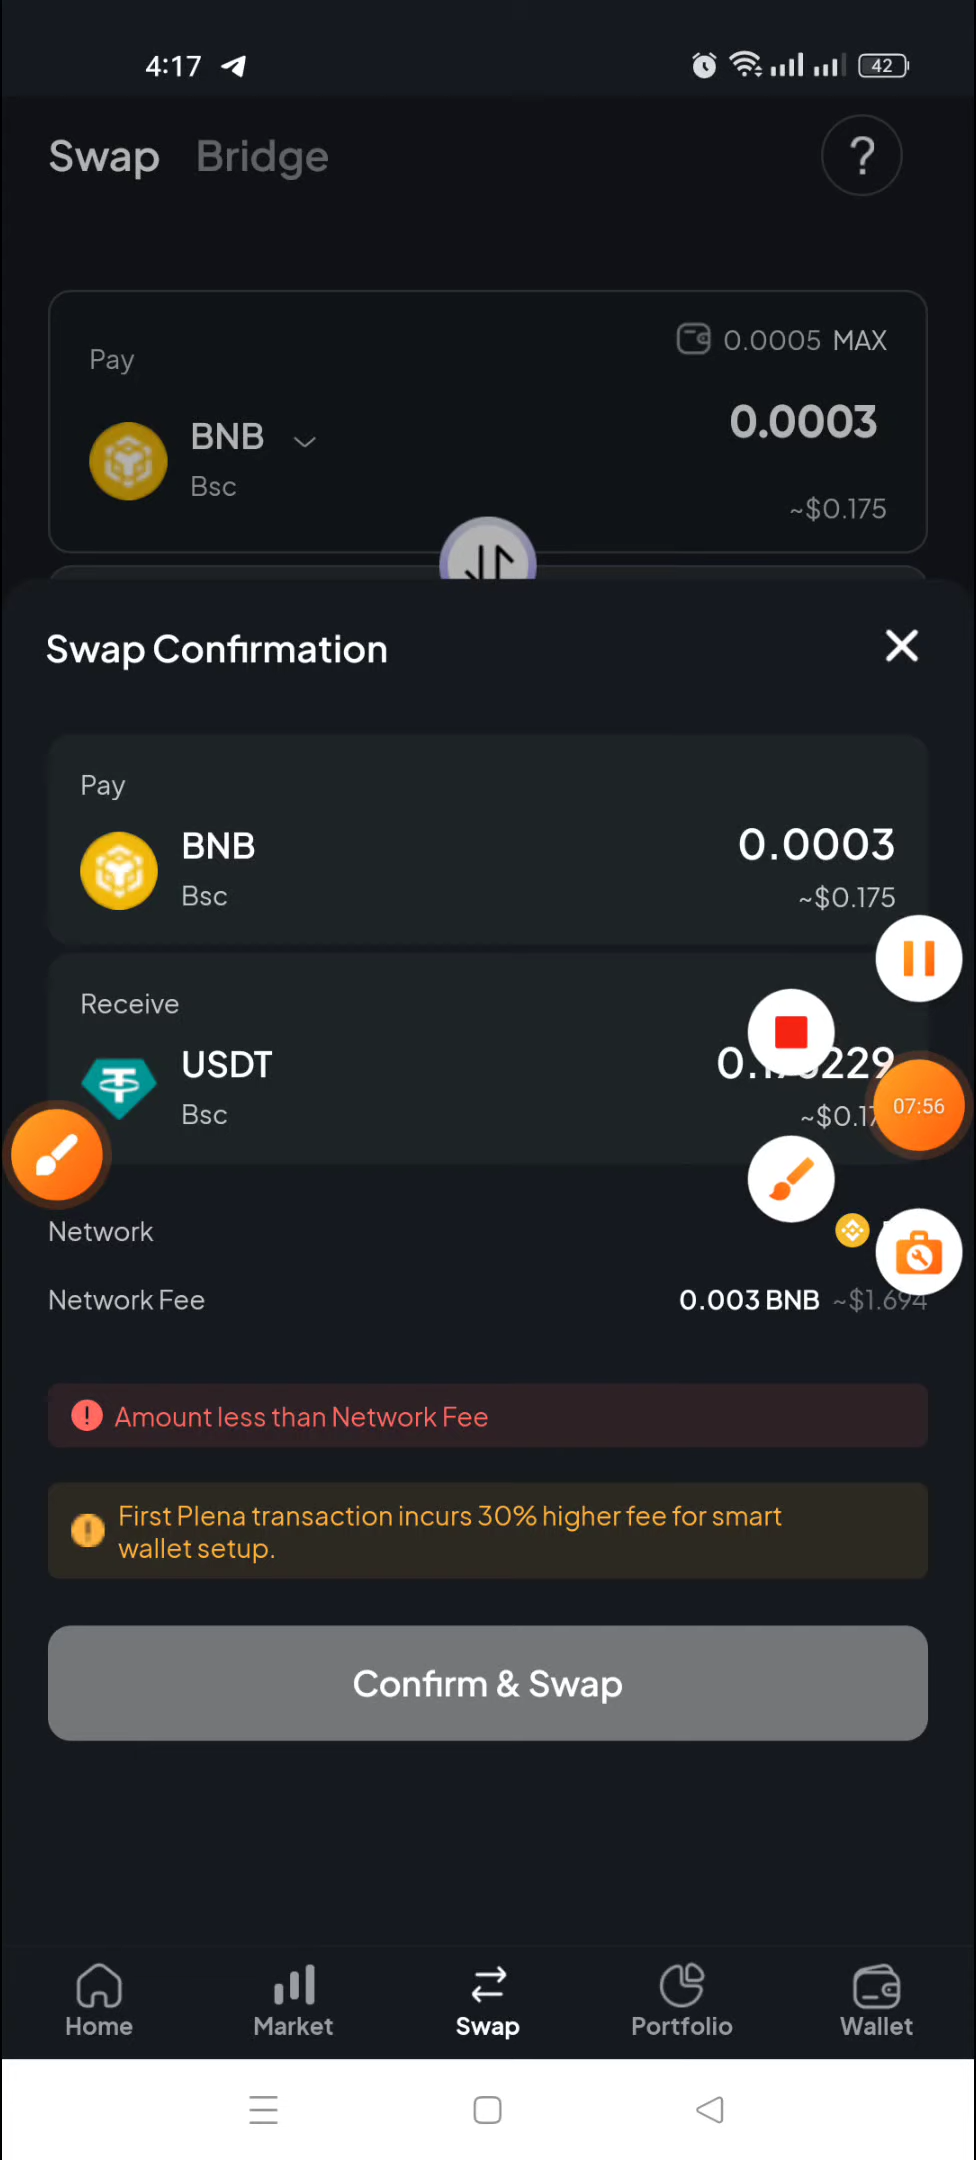 4:17
42
Swap Bridge
?
0.0005 MAX
Pay
BNB
0.0003
Bsc
~$0.175
Swap Confirmation
Pay
BNB
0.0003
Bsc
~$0.175
Receive
USDT
Bsc
07:56
Network
Network Fee
0.003 BNB ~$1.694
Amount less than Network Fee
First Plena transaction incurs 30% higher fee for smart
wallet setup.
Confirm & Swap
Home
Market
Swap
Portfolio
Wallet